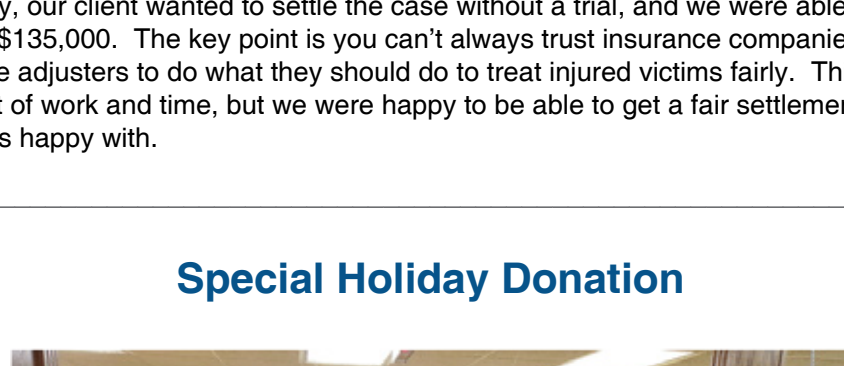 y, our client wanted to settle the case without a trial, and we were able
$135,000.  The key point is you can't always trust insurance companie
e adjusters to do what they should do to treat injured victims fairly.  Th
t of work and time, but we were happy to be able to get a fair settlemen
s happy with.
Special Holiday Donation